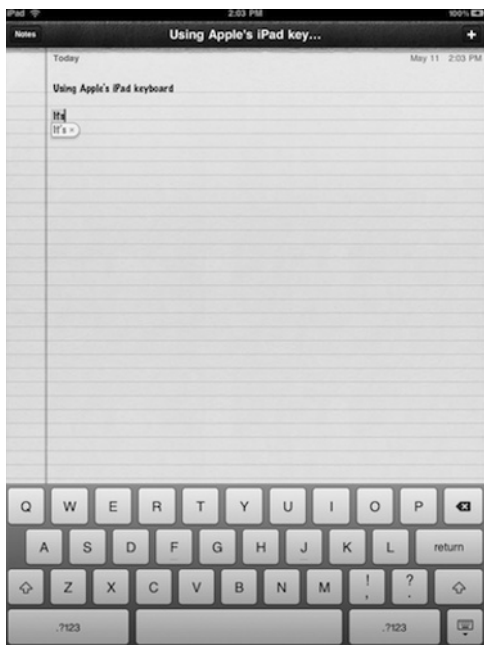 iPad 2:03 PM 100%
Notes Using Apple's iPad key... +
Today May 11 2:03 PM
Using Apple's iPad keyboard
Its
It's ×
Q W E R T Y U I O P
A S D F G H J K L return
Z X C V B N M ! , ? .
.?123 .?123